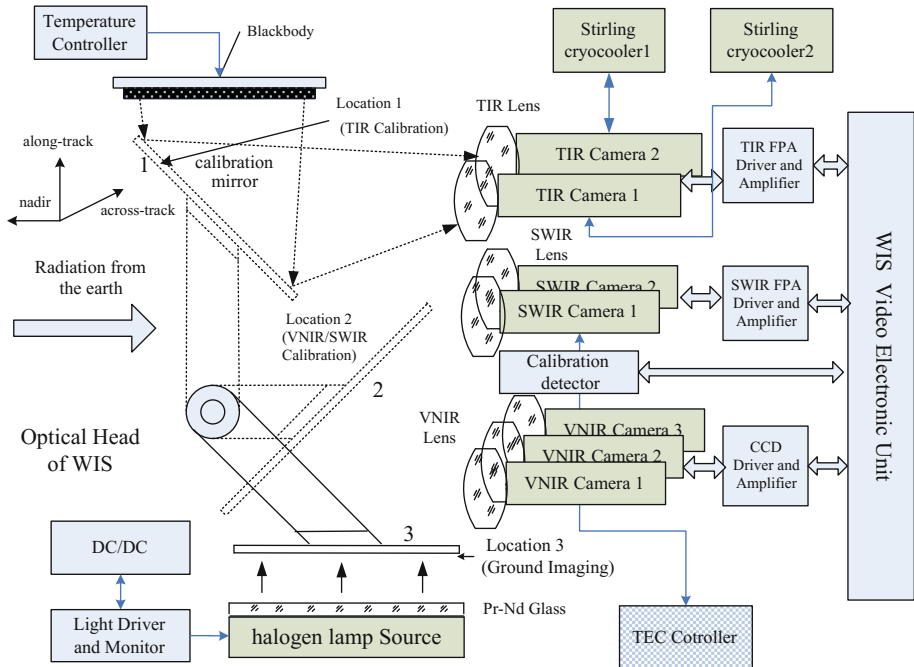 Temperature
Controller
Blackbody
Stirling
cryocooler1
Stirling
cryocooler2
Location 1
(TIR Calibration)
TIR Lens
along-track
1
calibration
mirror
nadir
across-track
TIR Camera 2
TIR Camera 1
TIR FPA
Driver and
Amplifier
Radiation from
the earth
SWIR
Lens
SWIR Camera 2
SWIR Camera 1
SWIR FPA
Driver and
Amplifier
Location 2
(VNIR/SWIR
Calibration)
2
Calibration
detector
WIS Video Electronic Unit
Optical Head
of WIS
VNIR
Lens
VNIR Camera 3
VNIR Camera 2
VNIR Camera 1
CCD
Driver and
Amplifier
3
Location 3
(Ground Imaging)
DC/DC
Pr-Nd Glass
Light Driver
and Monitor
halogen lamp Source
TEC Cotroller